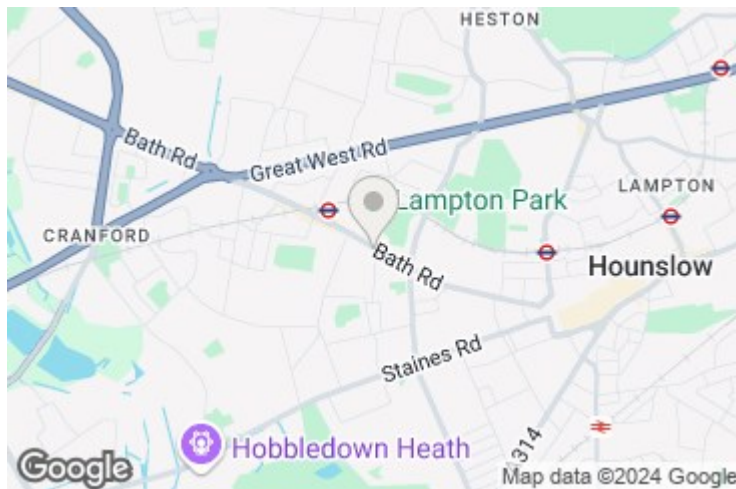 HESTON
Bath Rd
Great West Rd
Lampton Park
LAMPTON
CRANFORD
Bath Rd
Hounslow
Staines Rd
Hobbledown Heath
A314
Google
Map data ©2024 Google